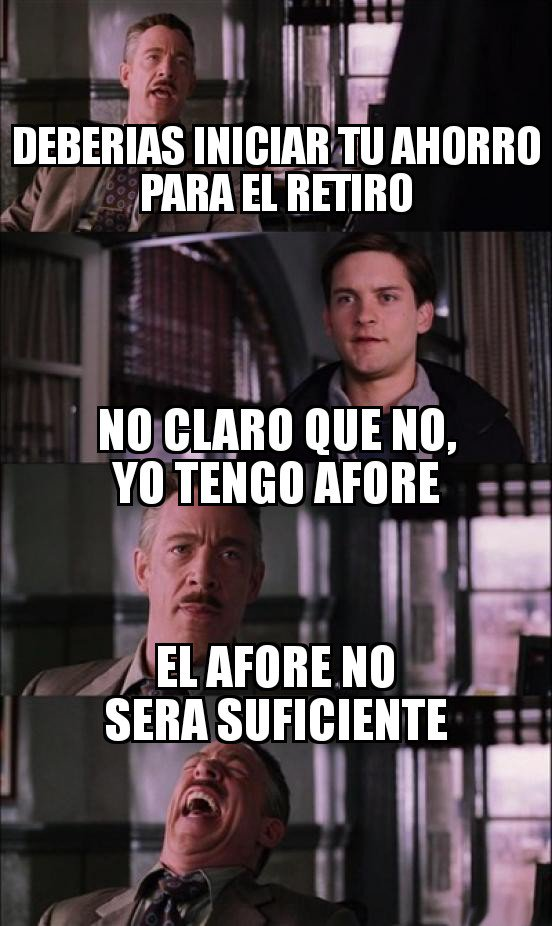 DEBERIAS INICIAR TU AHORRO
PARA EL RETIRO
NO CLARO QUE NO,
YO TENGO AFORE
EL AFORE NO
SERA SUFICIENTE